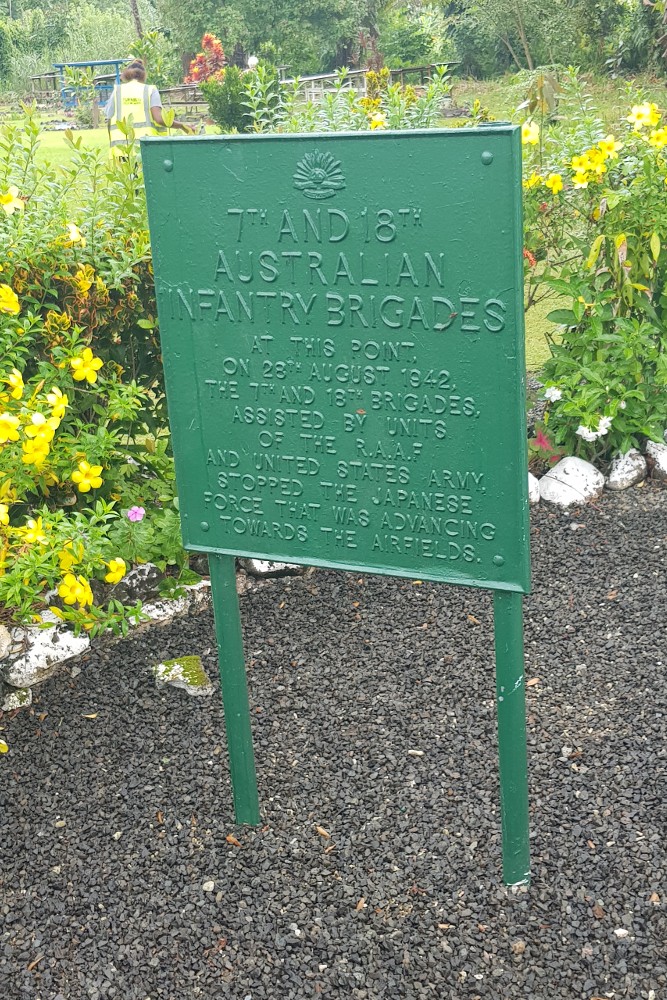 7TH AND 18TH
AUSTRALIAN
INFANTRY BRIGADES
AT THIS POINT,
ON 28TH AUGUST 1942,
THE 7TH AND 18TH BRIGADES,
ASSISTED BY UNITS
OF THE R.A.A.F
AND UNITED STATES ARMY,
STOPPED THE JAPANESE
FORCE THAT WAS ADVANCING
TOWARDS THE AIRFIELDS.